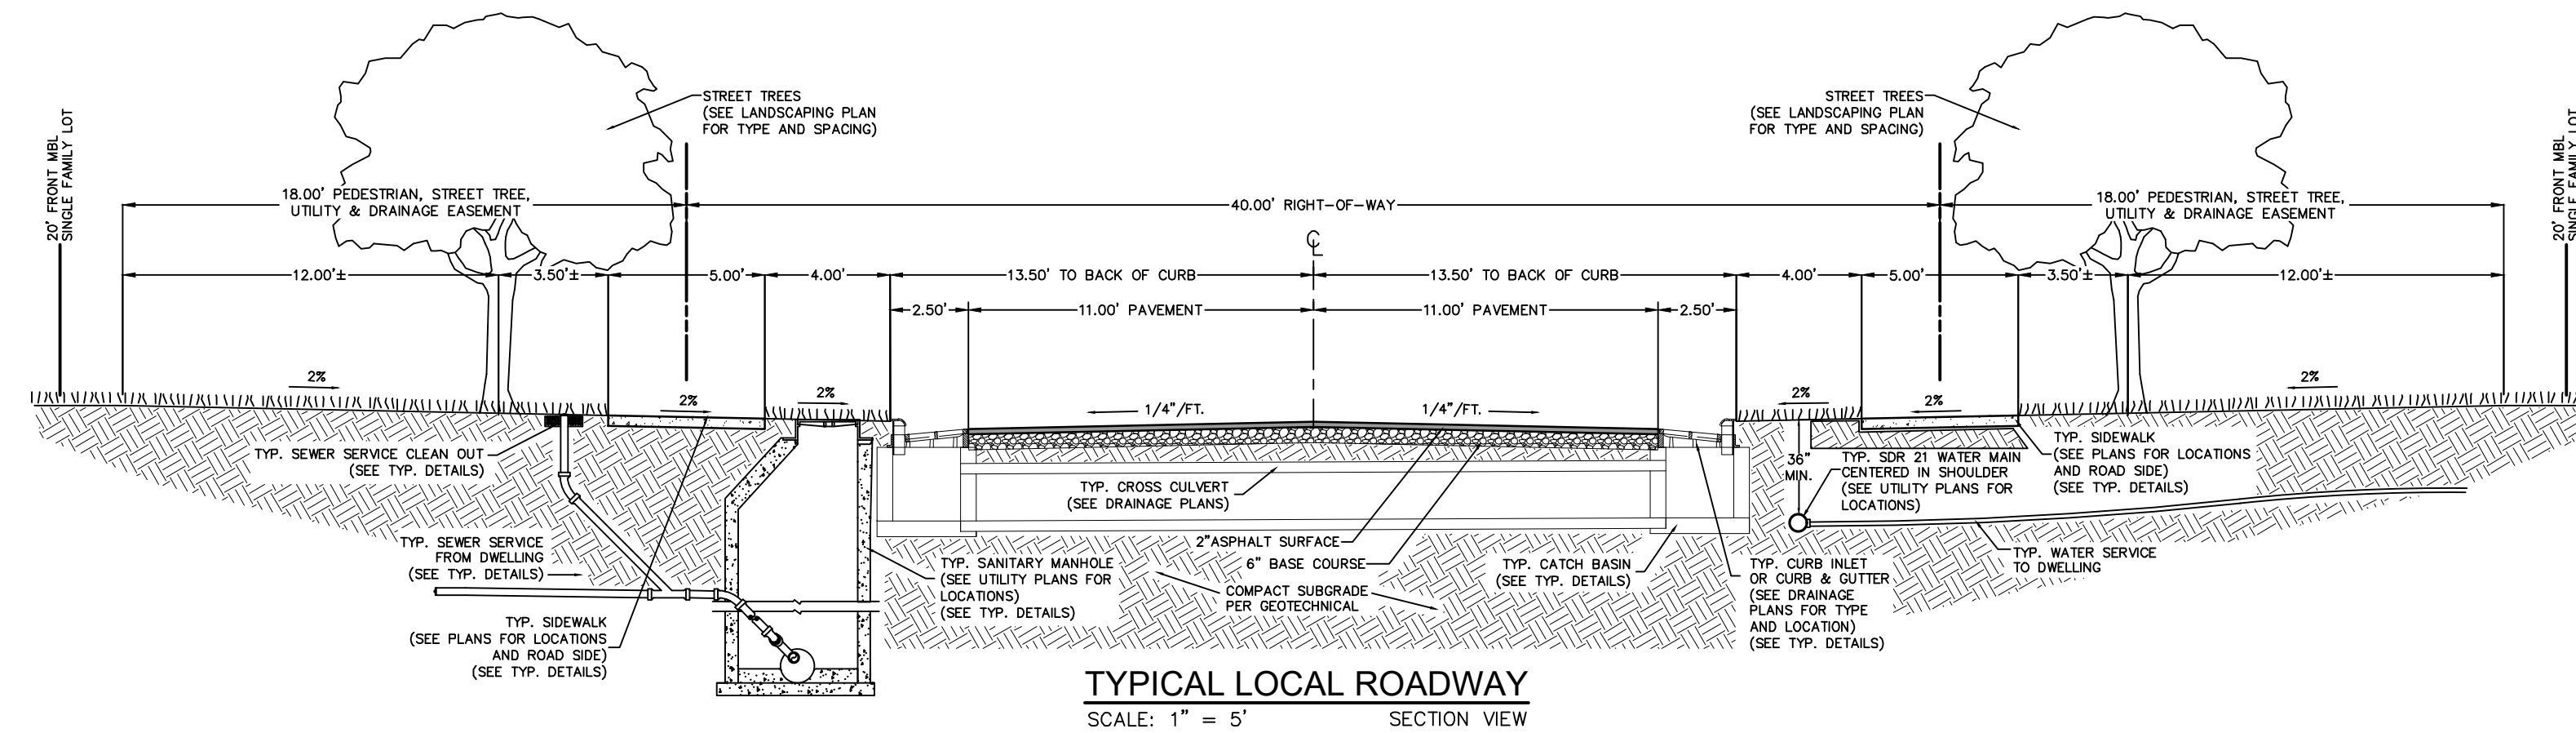 STREET TREES
(SEE LANDSCAPING PLAN
FOR TYPE AND SPACING)
STREET TREES
(SEE LANDSCAPING PLAN
FOR TYPE AND SPACING)
20' FRONT MBL
SINGLE FAMILY LOT
20' FRONT MBL
SINGLE FAMILY LOT
18.00' PEDESTRIAN, STREET TREE,
UTILITY & DRAINAGE EASEMENT
40.00' RIGHT-OF-WAY
18.00' PEDESTRIAN, STREET TREE,
UTILITY & DRAINAGE EASEMENT
CL
12.00'±
3.50'±
5.00'
4.00'
13.50' TO BACK OF CURB
13.50' TO BACK OF CURB
4.00'
5.00'
3.50'±
12.00'±
2.50'
11.00' PAVEMENT
11.00' PAVEMENT
2.50'
2%
2%
2%
1/4"/FT.
1/4"/FT.
2%
2%
2%
TYP. SEWER SERVICE CLEAN OUT
(SEE TYP. DETAILS)
TYP. CROSS CULVERT
(SEE DRAINAGE PLANS)
36"
MIN.
TYP. SDR 21 WATER MAIN
CENTERED IN SHOULDER
(SEE UTILITY PLANS FOR
LOCATIONS)
TYP. SIDEWALK
(SEE PLANS FOR LOCATIONS
AND ROAD SIDE)
(SEE TYP. DETAILS)
TYP. SEWER SERVICE
FROM DWELLING
(SEE TYP. DETAILS)
TYP. SANITARY MANHOLE
(SEE UTILITY PLANS FOR
LOCATIONS)
(SEE TYP. DETAILS)
2"ASPHALT SURFACE
6" BASE COURSE
COMPACT SUBGRADE
PER GEOTECHNICAL
TYP. CATCH BASIN
(SEE TYP. DETAILS)
TYP. CURB INLET
OR CURB & GUTTER
(SEE DRAINAGE
PLANS FOR TYPE
AND LOCATION)
(SEE TYP. DETAILS)
TYP. WATER SERVICE
TO DWELLING
TYP. SIDEWALK
(SEE PLANS FOR LOCATIONS
AND ROAD SIDE)
(SEE TYP. DETAILS)
TYPICAL LOCAL ROADWAY
SCALE: 1" = 5' SECTION VIEW